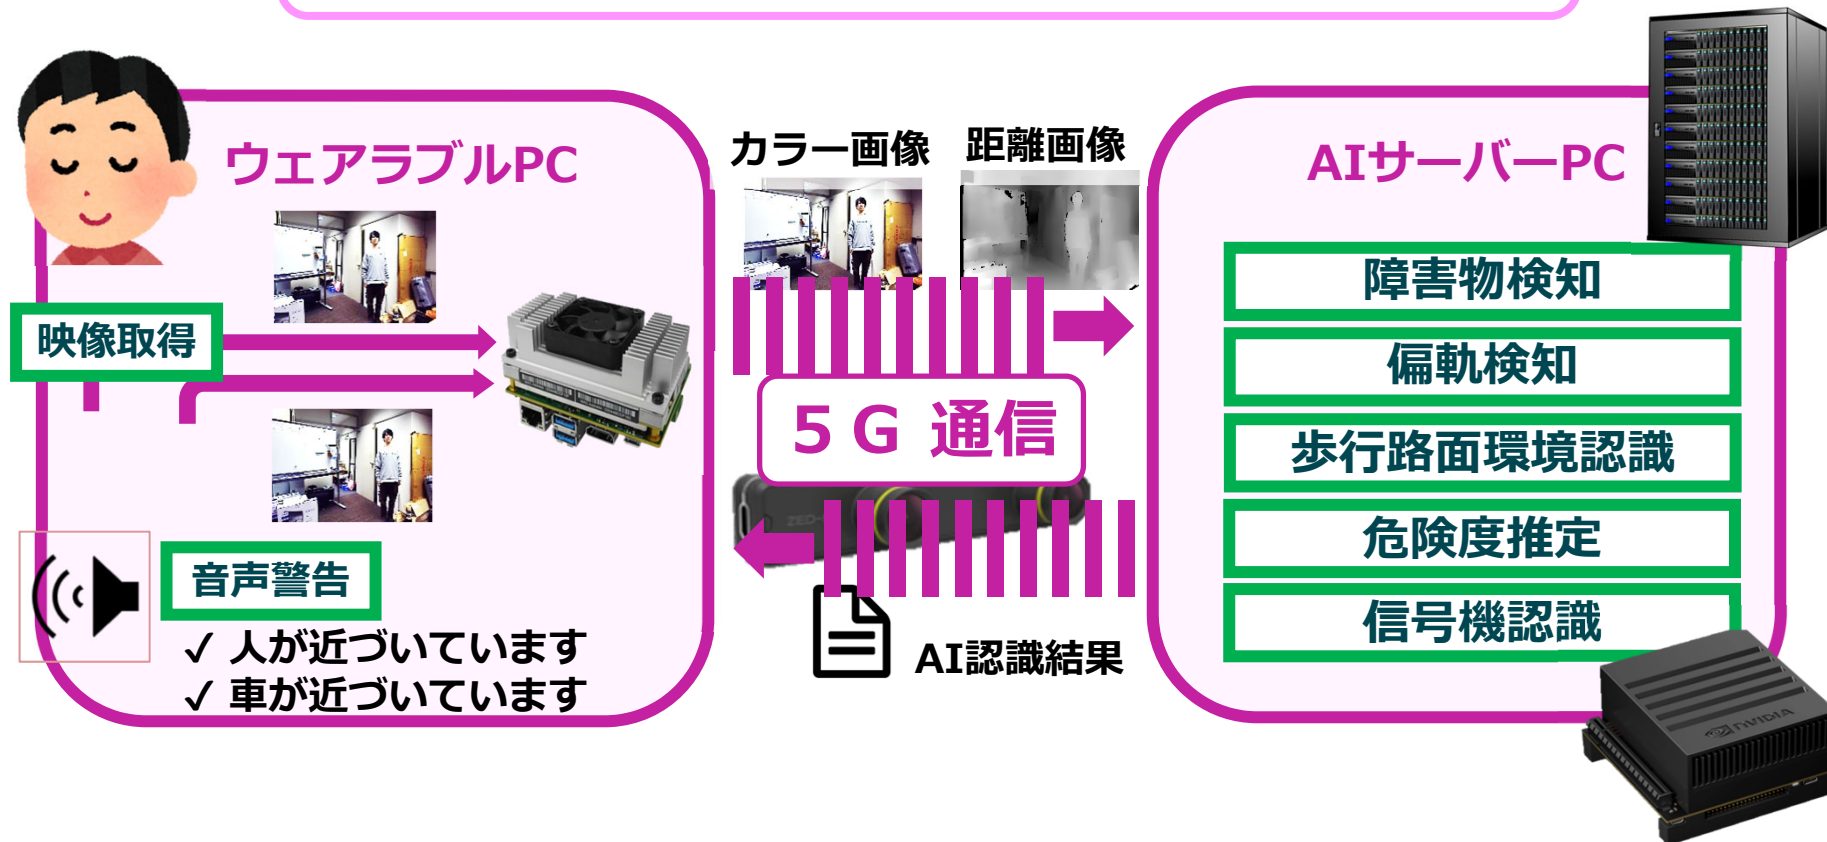 ウェアラブルPC
映像取得
音声警告
✓ 人が近づいています
✓ 車が近づいています
カラー画像
距離画像
５Ｇ 通信
ZED
AI認識結果
AIサーバーPC
障害物検知
偏軌検知
歩行路面環境認識
危険度推定
信号機認識
NVIDIA